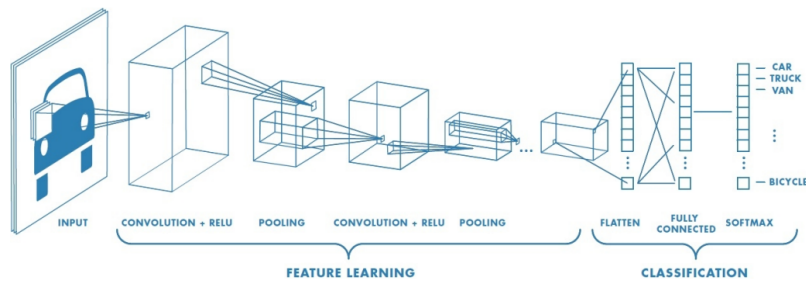 CAR
TRUCK
VAN
BICYCLE
INPUT
CONVOLUTION + RELU
POOLING
CONVOLUTION + RELU
POOLING
FLATTEN
FULLY
CONNECTED
SOFTMAX
FEATURE LEARNING
CLASSIFICATION